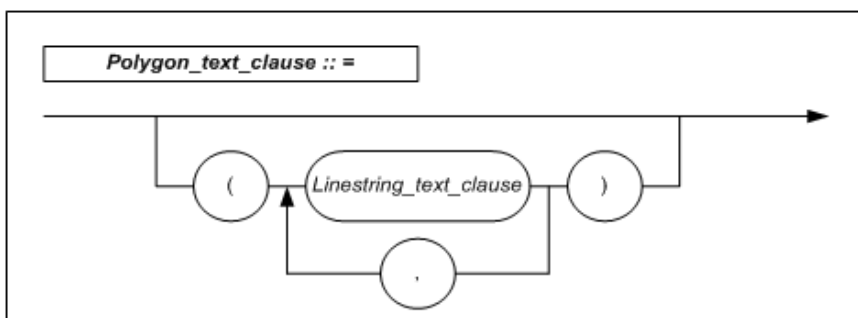 Polygon_text_clause :: =
( Linestring_text_clause )
,